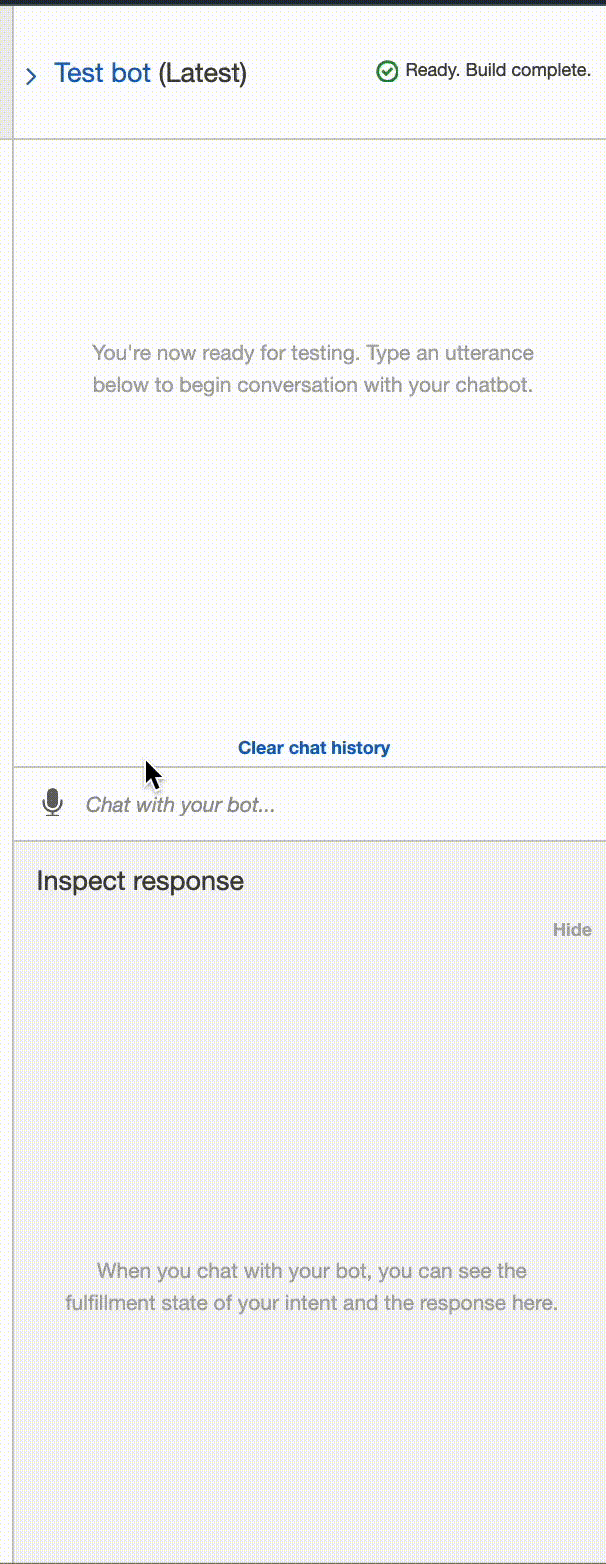 Test bot (Latest)
Ready. Build complete.
You're now ready for testing. Type an utterance
below to begin conversation with your chatbot.
Clear chat history
Chat with your bot...
Inspect response
Hide
When you chat with your bot, you can see the
fulfillment state of your intent and the response here.